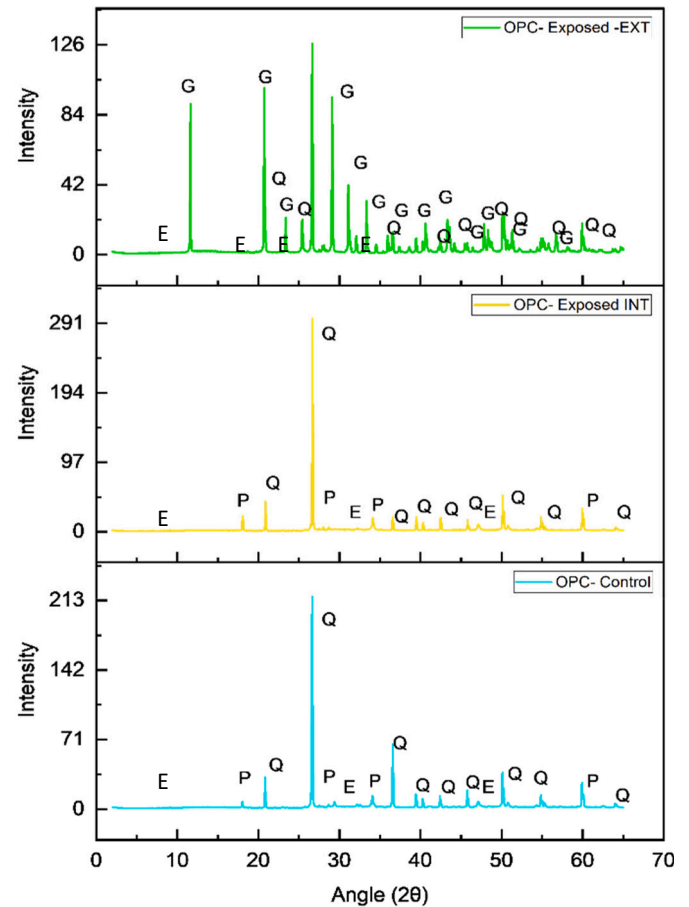 OPC- Exposed -EXT
126
84
42
0
Intensity
G G G G
Q G Q G G G G Q Q
E E E E Q Q G G Q G Q Q
OPC- Exposed INT
291
194
97
0
Intensity
Q
E P Q P E P Q Q Q Q E Q Q P Q
OPC- Control
213
142
71
0
Intensity
Q
E P Q P E P Q Q Q Q E Q Q P Q
0 10 20 30 40 50 60 70
Angle (2θ)